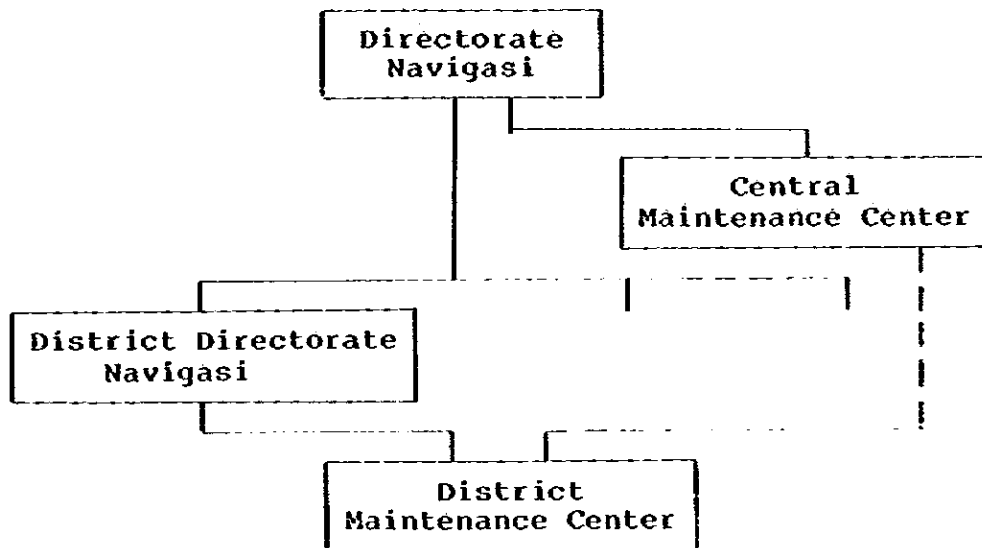 Directorate
Navigasi
Central
Maintenance Center
District Directorate
Navigasi
District
Maintenance Center